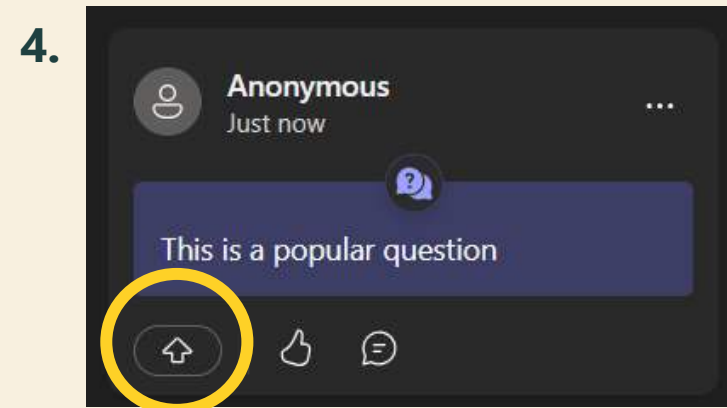 4.
Anonymous
Just now
...
?
This is a popular question